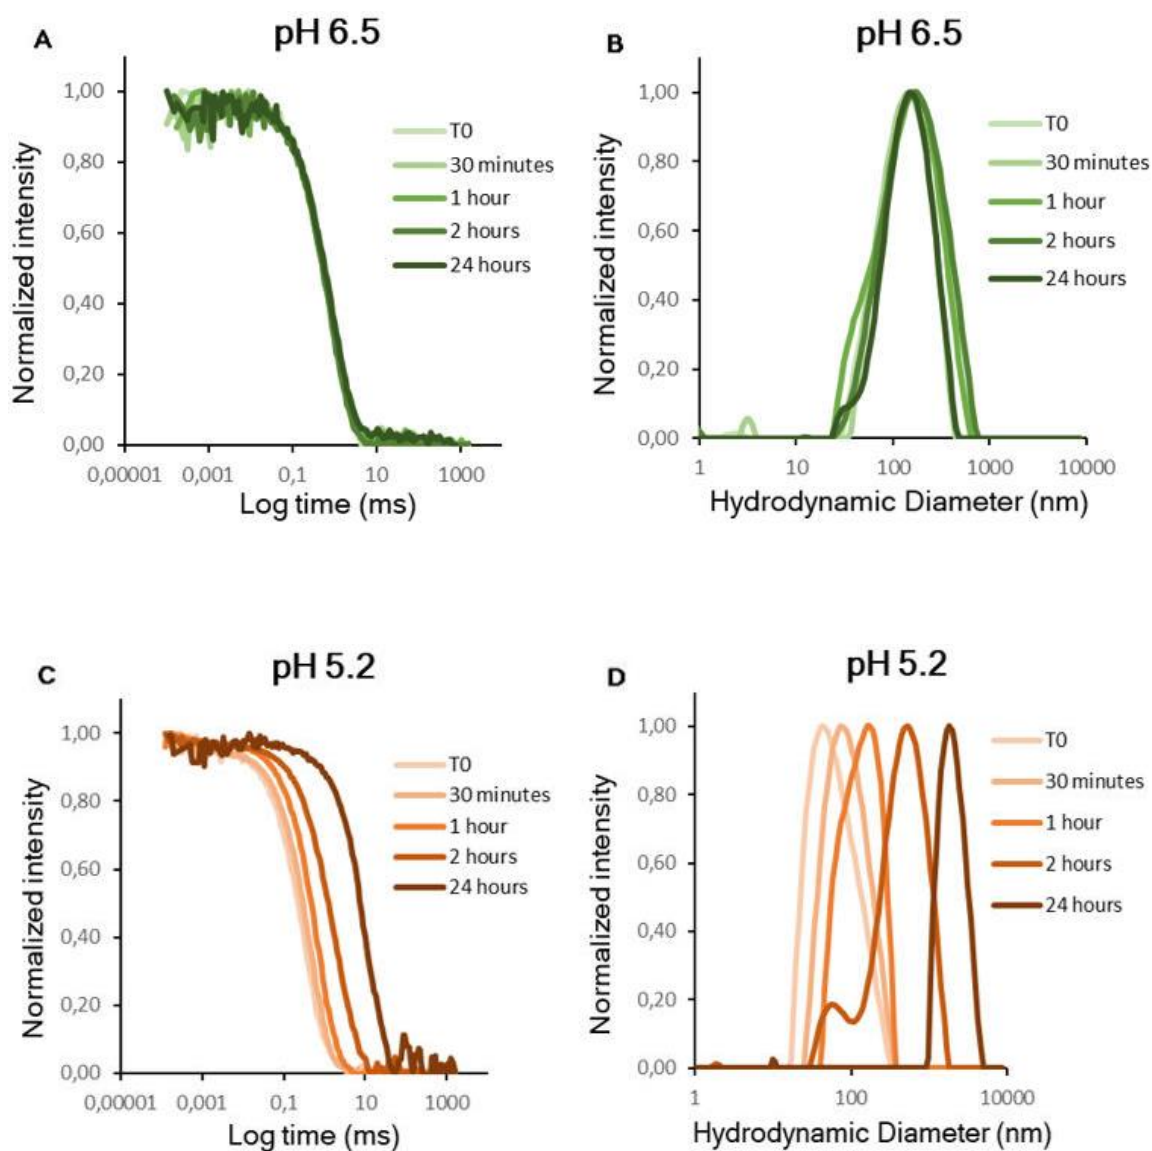 A
pH 6.5
1,00
0,80
0,60
0,40
0,20
0,00
Normalized intensity
0,00001
0,001
0,1
10
1000
Log time (ms)
T0
30 minutes
1 hour
2 hours
24 hours
B
pH 6.5
1,00
0,80
0,60
0,40
0,20
0,00
Normalized intensity
1
10
100
1000
10000
Hydrodynamic Diameter (nm)
T0
30 minutes
1 hour
2 hours
24 hours
C
pH 5.2
1,00
0,80
0,60
0,40
0,20
0,00
Normalized intensity
0,00001
0,001
0,1
10
1000
Log time (ms)
T0
30 minutes
1 hour
2 hours
24 hours
D
pH 5.2
1,00
0,80
0,60
0,40
0,20
0,00
Normalized intensity
1
100
10000
Hydrodynamic Diameter (nm)
T0
30 minutes
1 hour
2 hours
24 hours